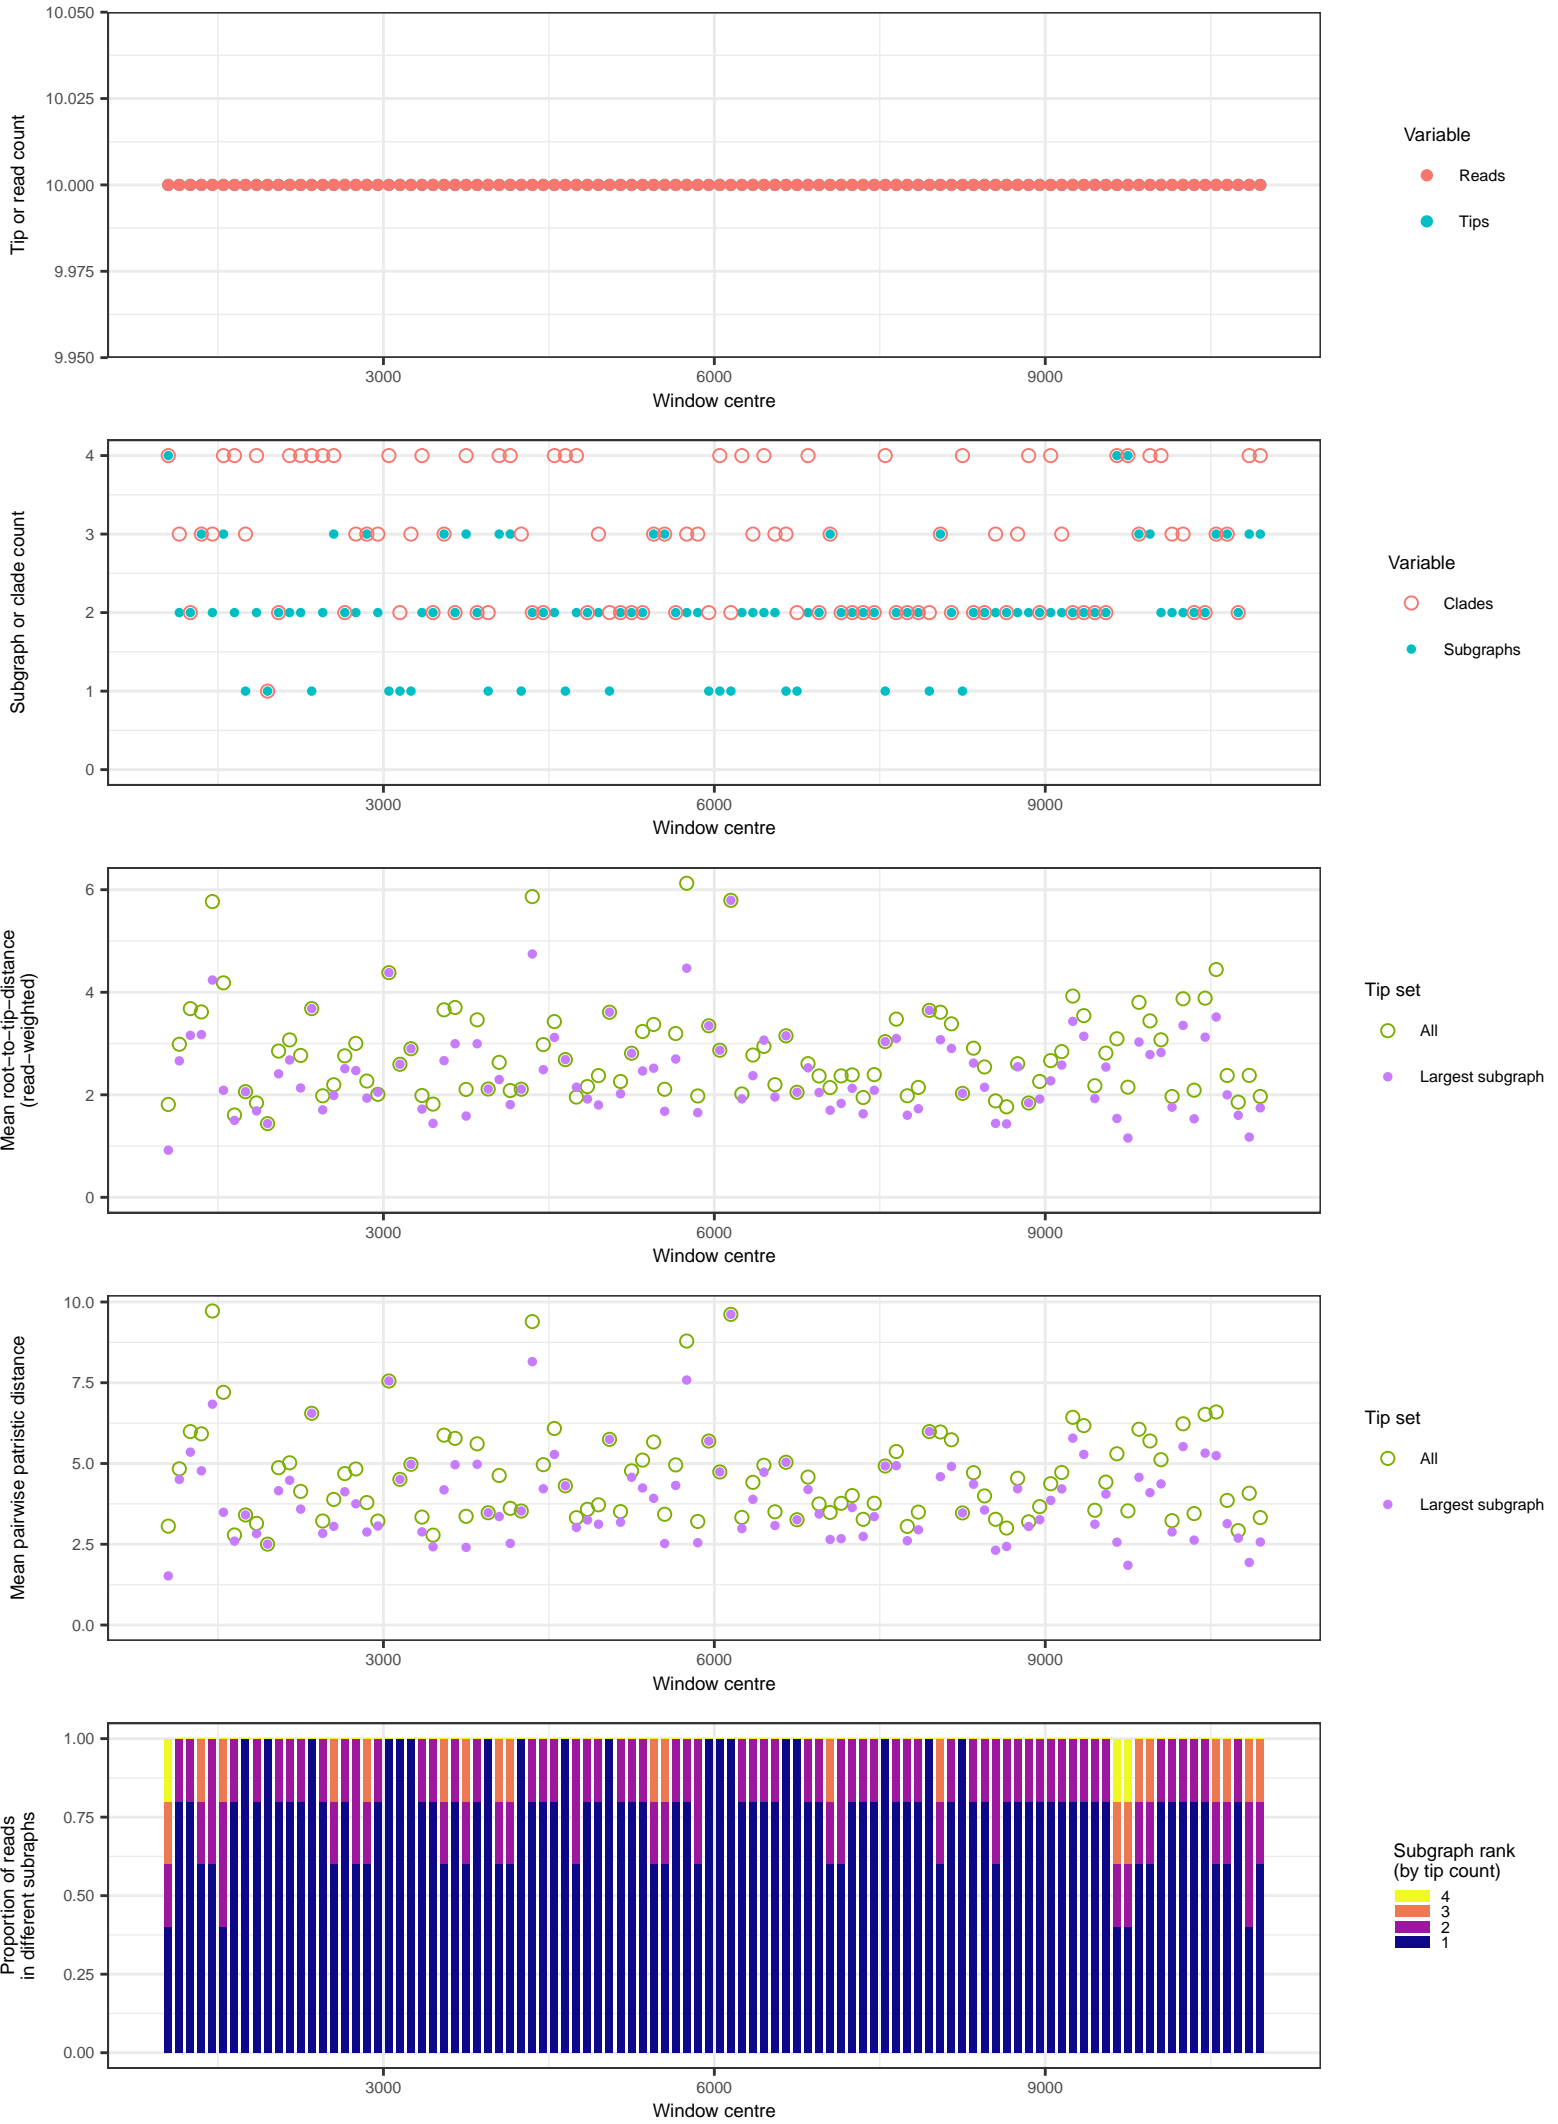 10.050
10.025
10.000
9.975
9.950
Tip or read count
3000
6000
9000
Window centre
Variable
Reads
Tips
4
3
2
1
0
Subgraph or clade count
3000
6000
9000
Window centre
Variable
Clades
Subgraphs
6
4
2
0
Mean root−to−tip−distance
(read−weighted)
3000
6000
9000
Window centre
Tip set
All
Largest subgraph
10.0
7.5
5.0
2.5
0.0
Mean pairwise patristic distance
3000
6000
9000
Window centre
Tip set
All
Largest subgraph
1.00
0.75
0.50
0.25
0.00
Proportion of reads
in different subraphs
3000
6000
9000
Window centre
Subgraph rank
(by tip count)
4
3
2
1